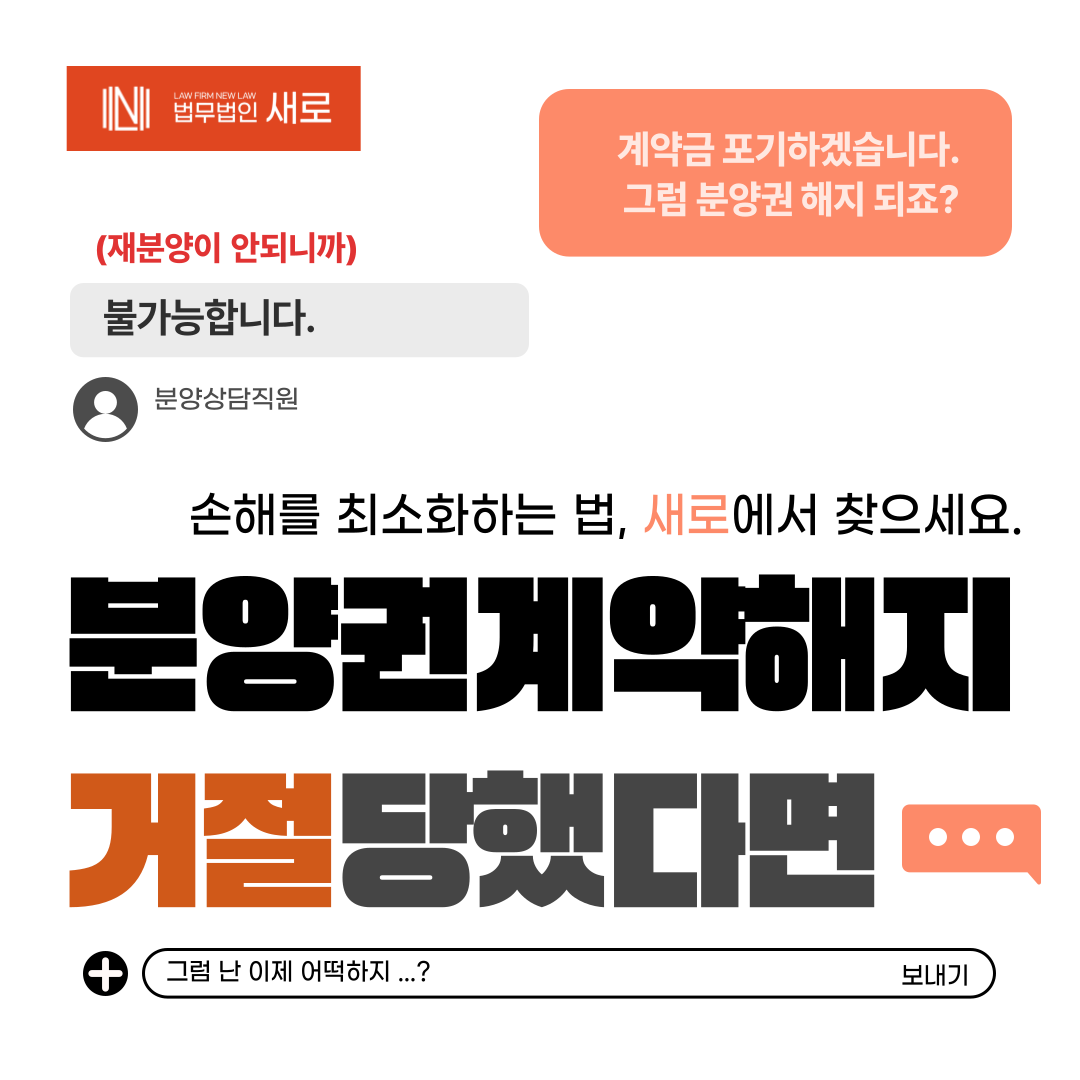 LAW FIRM NEW LAW
법무법인 새로
계약금 포기하겠습니다.
그럼 분양권 해지 되죠?
(재분양이 안되니까)
불가능합니다.
분양상담직원
손해를 최소화하는 법, 새로에서 찾으세요.
분양권계약해지
거절당했다면
그럼 난 이제 어떡하지 ...?
보내기